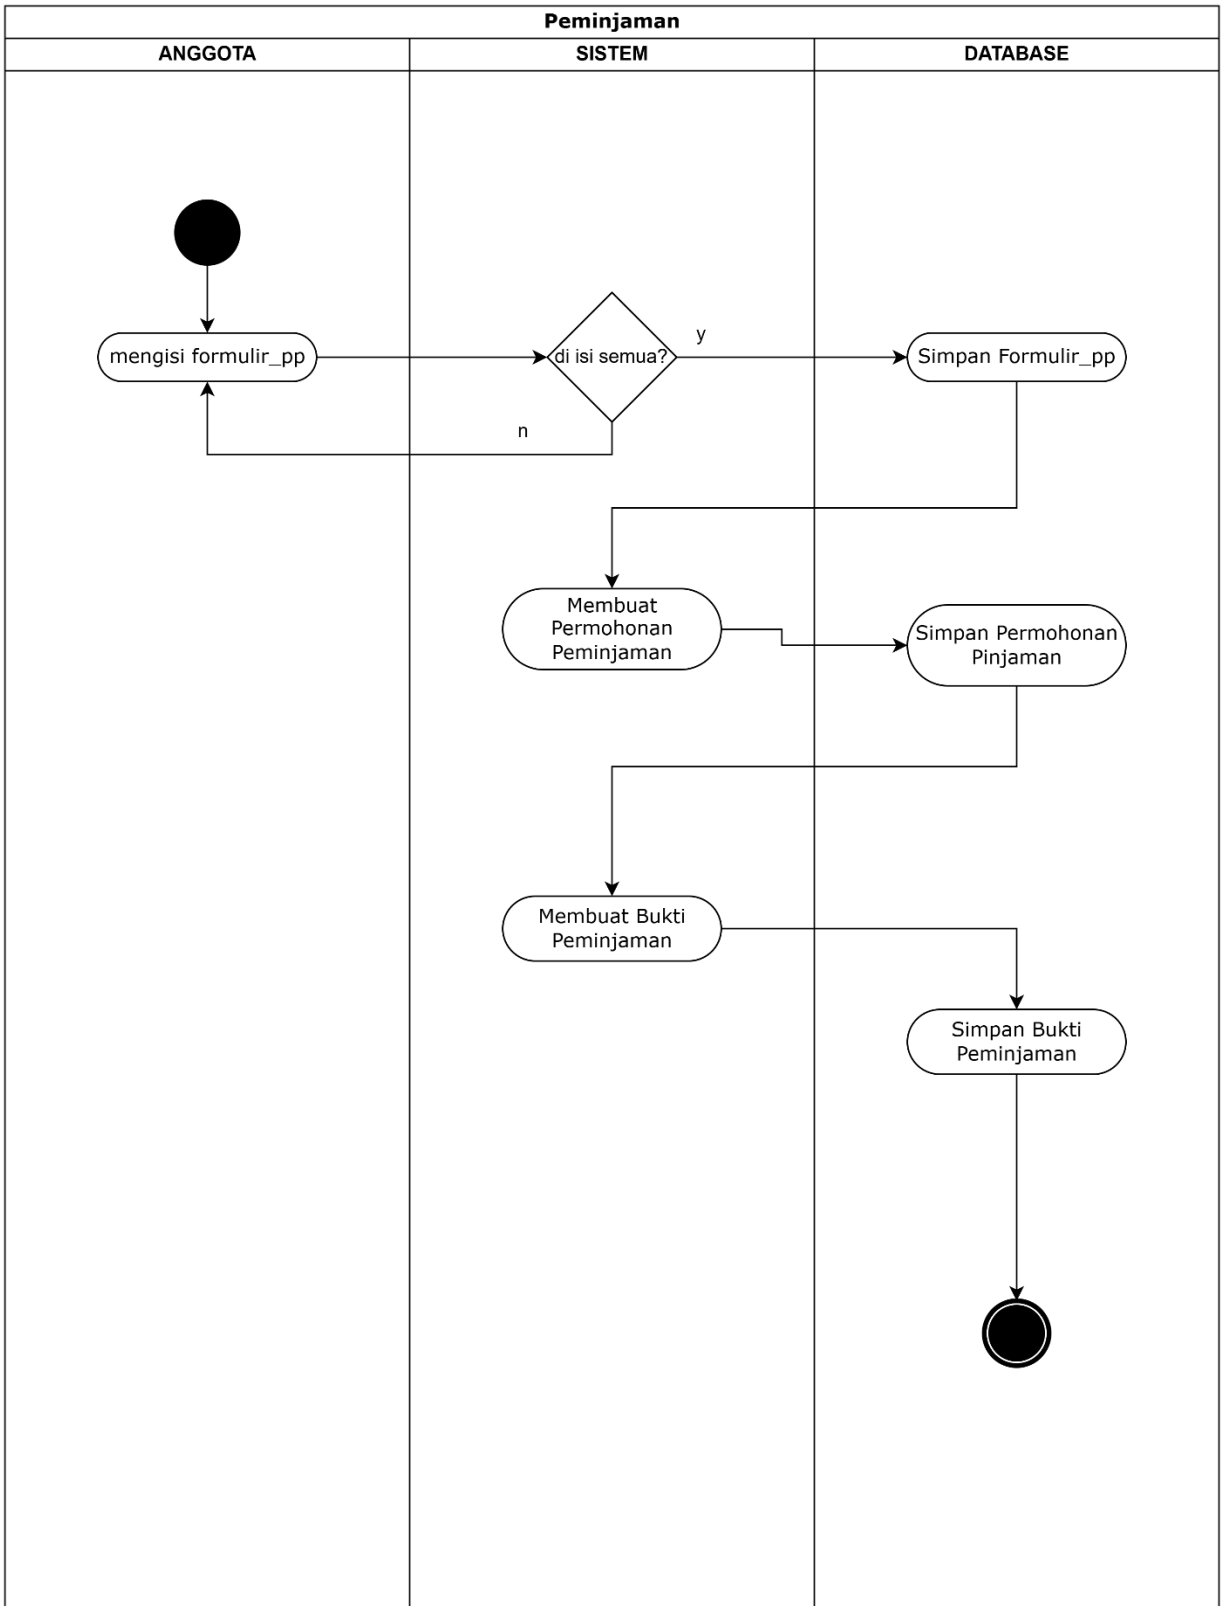 Peminjaman
ANGGOTA
SISTEM
DATABASE
mengisi formulir_pp
di isi semua?
y
Simpan Formulir_pp
n
Membuat
Permohonan
Peminjaman
Simpan Permohonan
Pinjaman
Membuat Bukti
Peminjaman
Simpan Bukti
Peminjaman